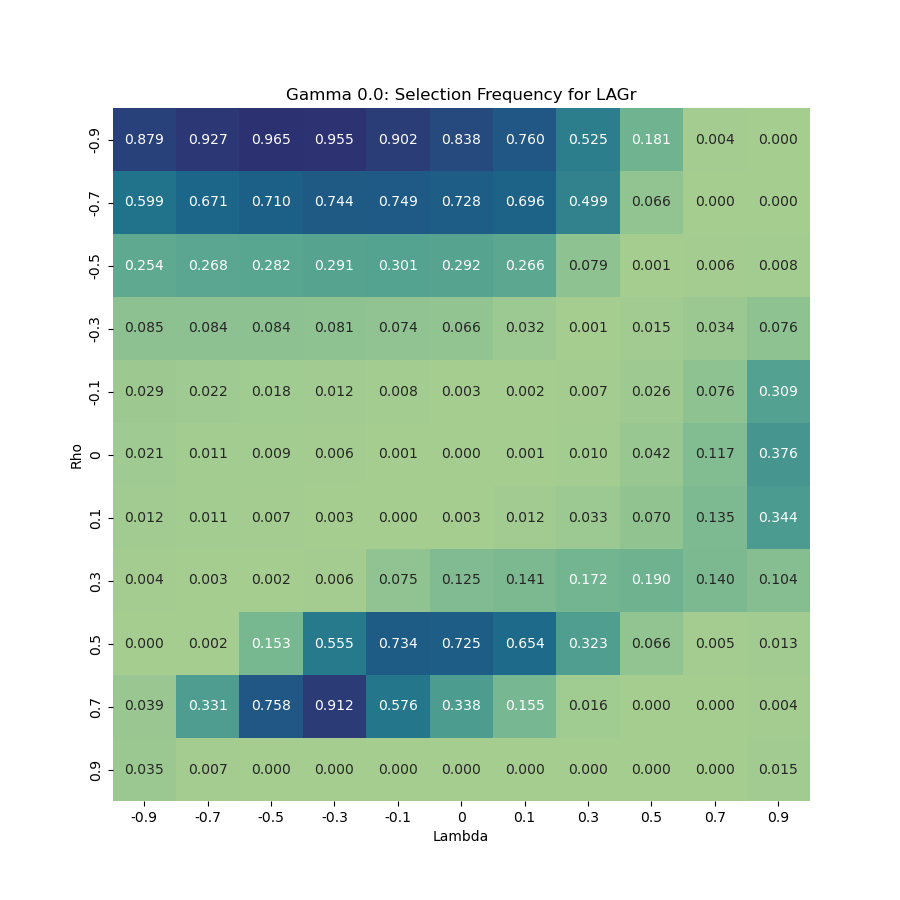 Gamma 0.0: Selection Frequency for LAGr
-0.9 0.879 0.927 0.965 0.955 0.902 0.838 0.760 0.525 0.181 0.004 0.000
-0.7 0.599 0.671 0.710 0.744 0.749 0.728 0.696 0.499 0.066 0.000 0.000
-0.5 0.254 0.268 0.282 0.291 0.301 0.292 0.266 0.079 0.001 0.006 0.008
-0.3 0.085 0.084 0.084 0.081 0.074 0.066 0.032 0.001 0.015 0.034 0.076
-0.1 0.029 0.022 0.018 0.012 0.008 0.003 0.002 0.007 0.026 0.076 0.309
Rho
0 0.021 0.011 0.009 0.006 0.001 0.000 0.001 0.010 0.042 0.117 0.376
0.1 0.012 0.011 0.007 0.003 0.000 0.003 0.012 0.033 0.070 0.135 0.344
0.3 0.004 0.003 0.002 0.006 0.075 0.125 0.141 0.172 0.190 0.140 0.104
0.5 0.000 0.002 0.153 0.555 0.734 0.725 0.654 0.323 0.066 0.005 0.013
0.7 0.039 0.331 0.758 0.912 0.576 0.338 0.155 0.016 0.000 0.000 0.004
0.9 0.035 0.007 0.000 0.000 0.000 0.000 0.000 0.000 0.000 0.000 0.015
-0.9 -0.7 -0.5 -0.3 -0.1 0 0.1 0.3 0.5 0.7 0.9
Lambda